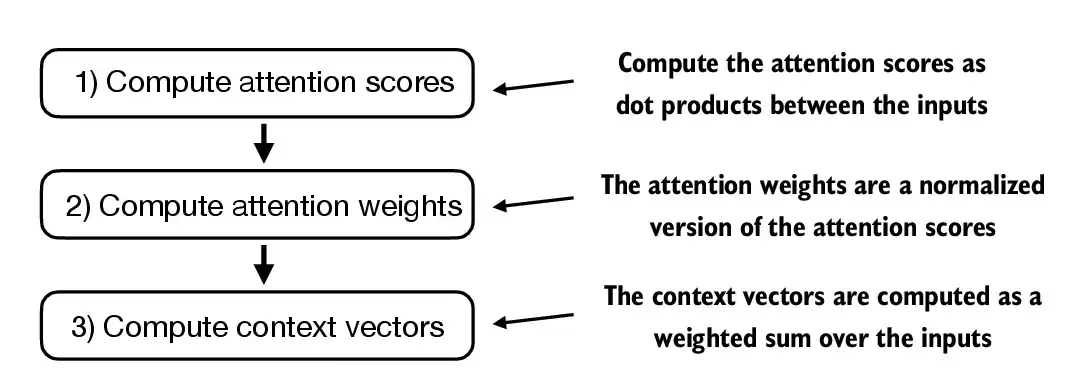 1) Compute attention scores
Compute the attention scores as
dot products between the inputs
2) Compute attention weights
The attention weights are a normalized
version of the attention scores
3) Compute context vectors
The context vectors are computed as a
weighted sum over the inputs